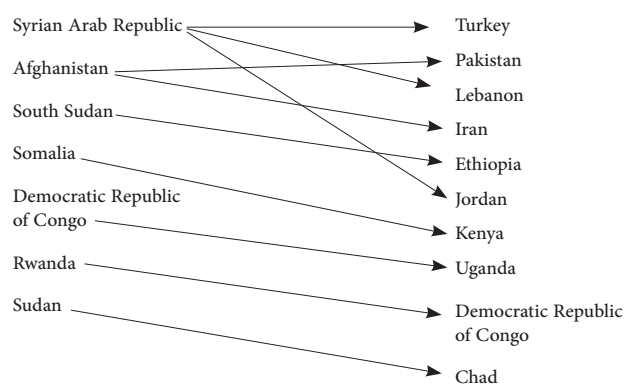 Syrian Arab Republic
Afghanistan
South Sudan
Somalia
Democratic Republic
of Congo
Rwanda
Sudan
Turkey
Pakistan
Lebanon
Iran
Ethiopia
Jordan
Kenya
Uganda
Democratic Republic
of Congo
Chad